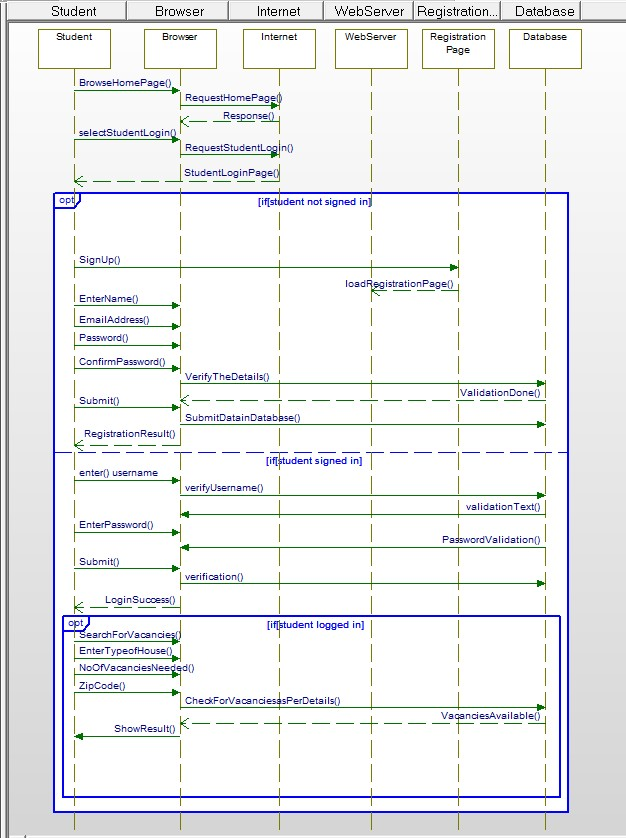 Student Browser Internet WebServer Registration... Database
Student Browser Internet WebServer Registration Page Database
BrowseHomePage()
RequestHomePage()
Response()
selectStudentLogin()
RequestStudentLogin()
StudentLoginPage()
opt [if[student not signed in]
SignUp()
loadRegistrationPage()
EnterName()
EmailAddress()
Password()
ConfirmPassword()
VerifyTheDetails()
ValidationDone()
Submit()
SubmitDatainDatabase()
RegistrationResult()
[if[student signed in]
enter() username
verifyUsername()
validationText()
EnterPassword()
PasswordValidation()
Submit()
verification()
LoginSuccess()
opt [if[student logged in]
SearchForVacancies()
EnterTypeofHouse()
NoOfVacanciesNeeded()
ZipCode()
CheckForVacanciesasPerDetails()
VacanciesAvailable()
ShowResult()